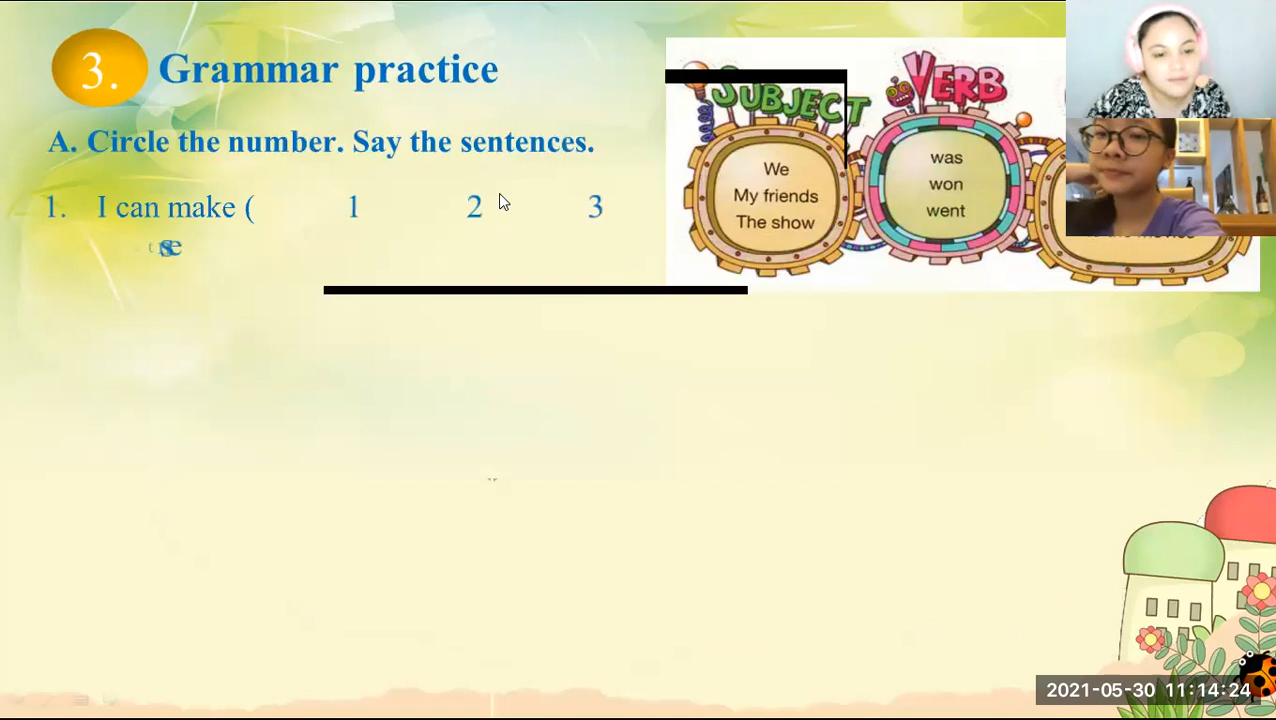 3. Grammar practice
A. Circle the number. Say the sentences.
1. I can make ( 1 2 3
SUBJECT
We
My friends
The show
VERB
was
won
went
2021-05-30 11:14:24